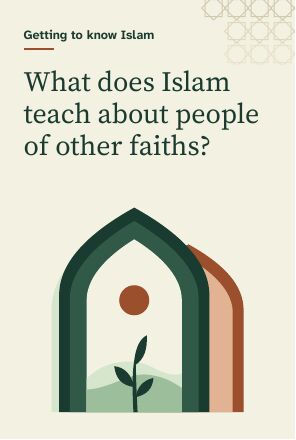 Getting to know Islam
What does Islam
teach about people
of other faiths?